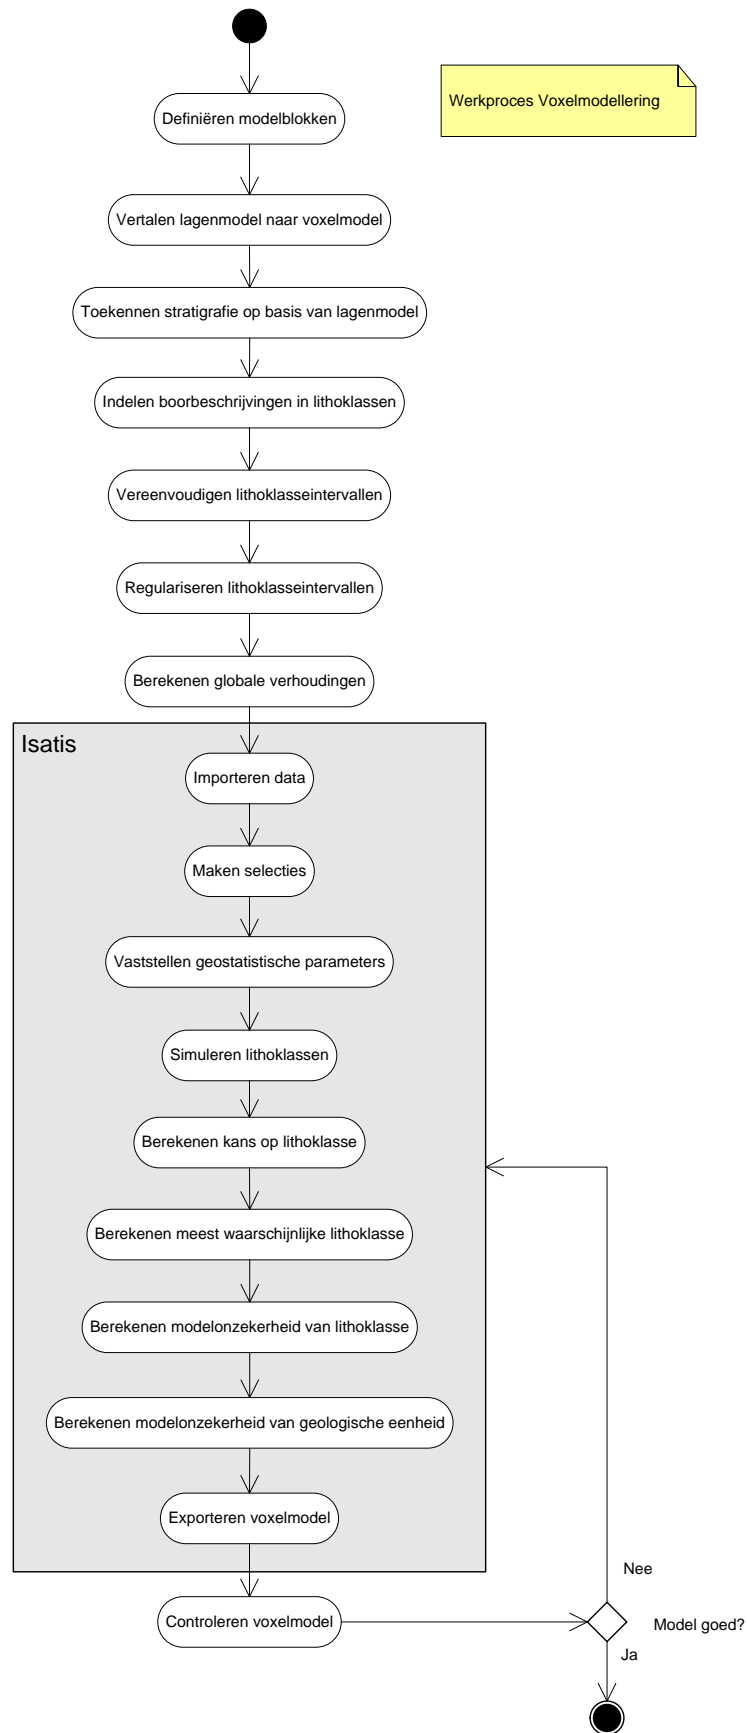 Werkproces Voxelmodellering
Definiëren modelblokken
Vertalen lagenmodel naar voxelmodel
Toekennen stratigrafie op basis van lagenmodel
Indelen boorbeschrijvingen in lithoklassen
Vereenvoudigen lithoklasseintervallen
Regulariseren lithoklasseintervallen
Berekenen globale verhoudingen
Isatis
Importeren data
Maken selecties
Vaststellen geostatistische parameters
Simuleren lithoklassen
Berekenen kans op lithoklasse
Berekenen meest waarschijnlijke lithoklasse
Berekenen modelonzekerheid van lithoklasse
Berekenen modelonzekerheid van geologische eenheid
Exporteren voxelmodel
Nee
Controleren voxelmodel
Model goed?
Ja